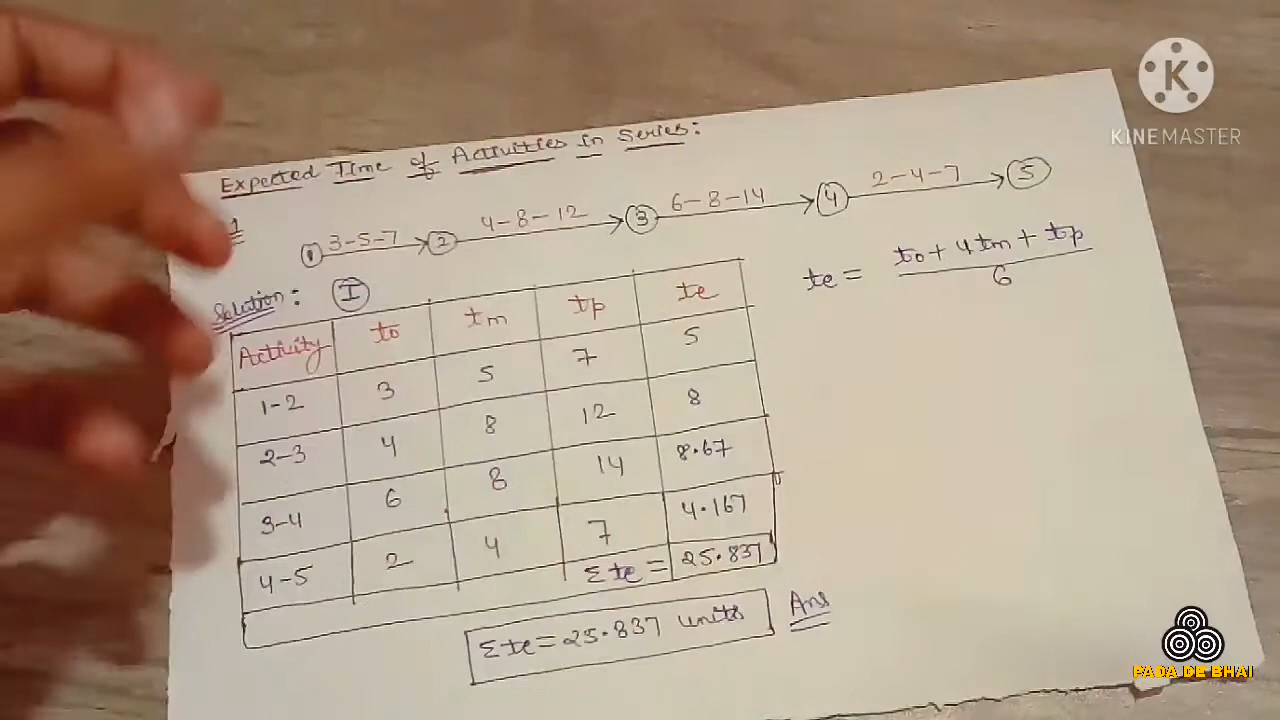 KINEMASTER
Expected Time of Activities in Series:
1
3-5-7 4-8-12 6-8-14 2-4-7
1 2 3 4 5
te = to + 4tm + tp
6
Solution: I
Activity to tm tp te
1-2 3 5 7 5
2-3 4 8 12 8
3-4 6 8 14 8.67
4-5 2 4 7 4.167
Σte = 25.837
Σte = 25.837 units Ans
PADA DE BHAI